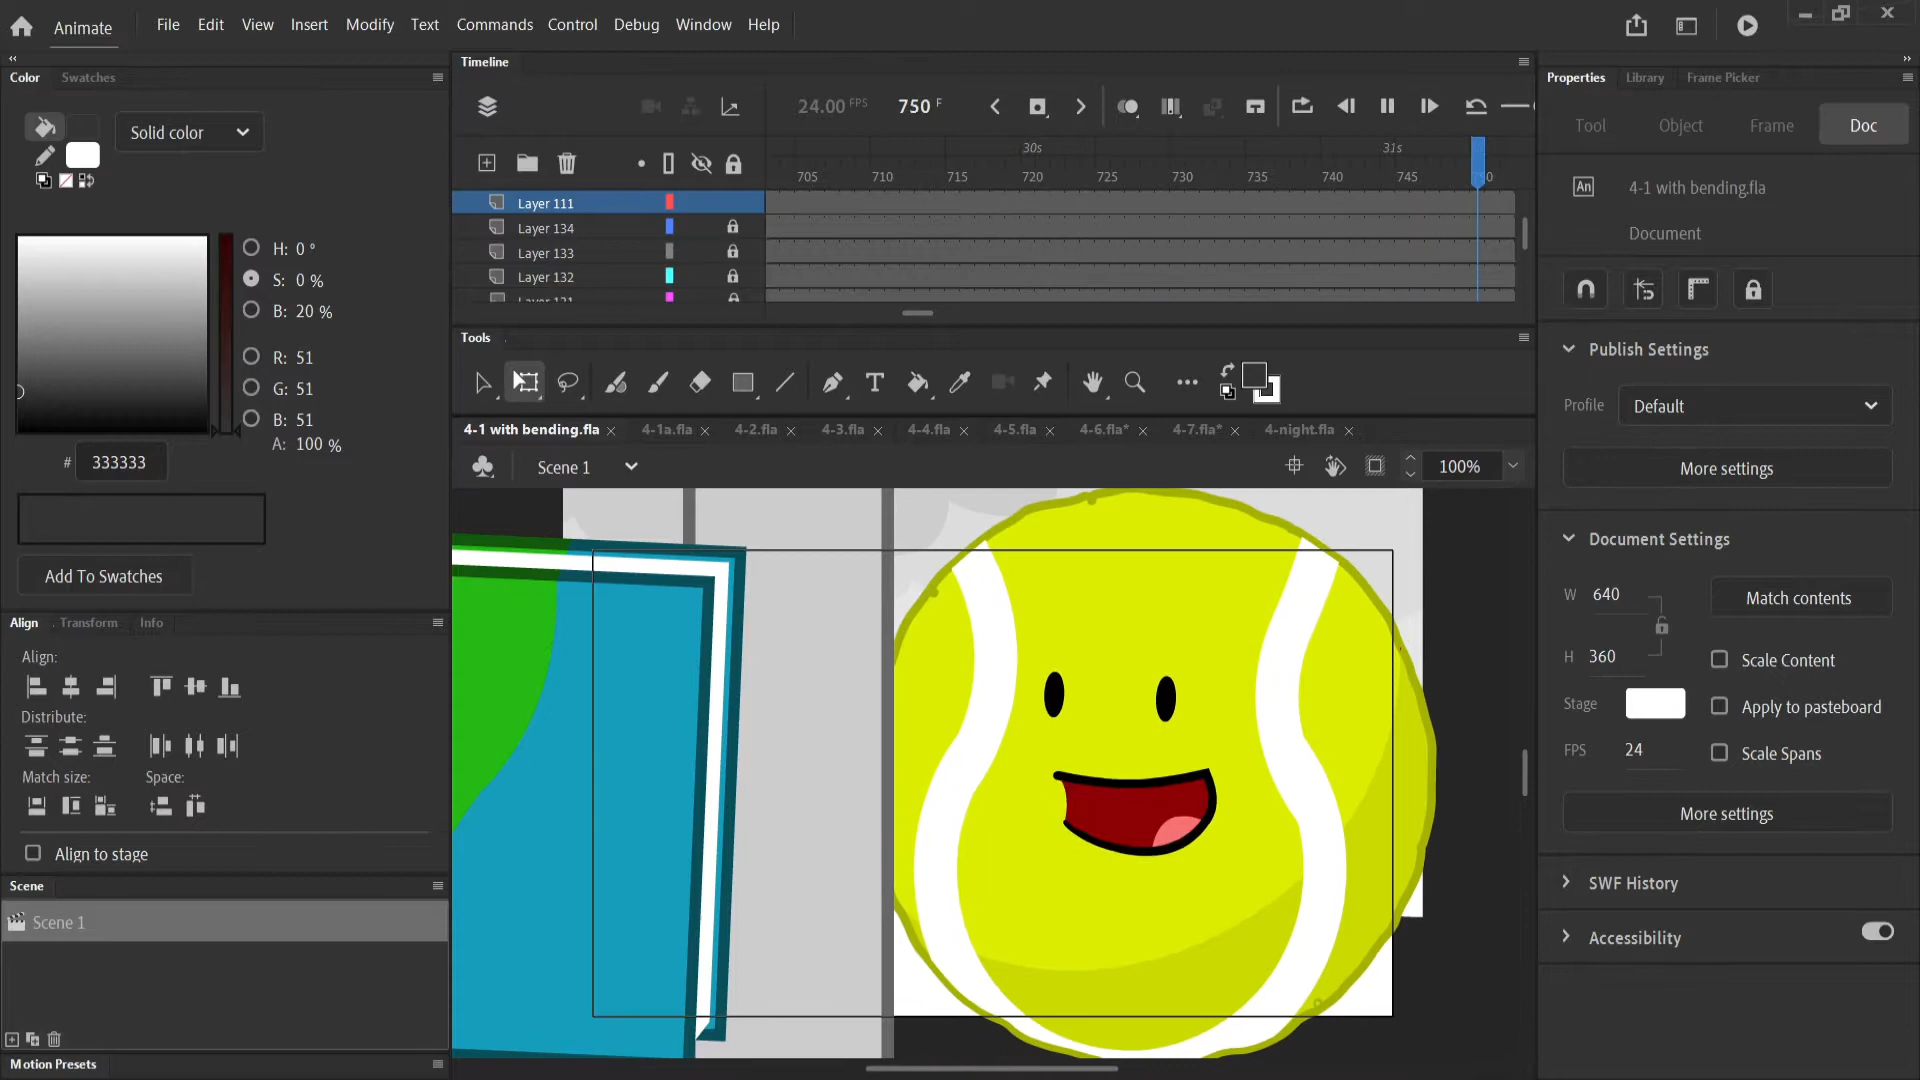 Animate File Edit View Insert Modify Text Commands Control Debug Window Help
Color Swatches
Solid color
H: 0 °
S: 0 %
B: 20 %
R: 51
G: 51
B: 51
A: 100 %
# 333333
Add To Swatches
Align Transform Info
Align:
Distribute:
Match size: Space:
Align to stage
Scene
Scene 1
Motion Presets
Timeline
24.00 FPS 750 F
30s 31s
705 710 715 720 725 730 735 740 745
Layer 111
Layer 134
Layer 133
Layer 132
Layer 131
Tools
4-1 with bending.fla 4-1a.fla 4-2.fla 4-3.fla 4-4.fla 4-5.fla 4-6.fla* 4-7.fla* 4-night.fla
Scene 1 100%
Properties Library Frame Picker
Tool Object Frame Doc
An 4-1 with bending.fla
Document
Publish Settings
Profile Default
More settings
Document Settings
W 640 Match contents
H 360 Scale Content
Stage Apply to pasteboard
FPS 24 Scale Spans
More settings
SWF History
Accessibility